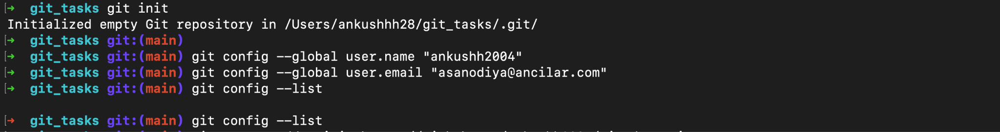 ➜ git_tasks git init
Initialized empty Git repository in /Users/ankushhh28/git_tasks/.git/
➜ git_tasks git:(main)
➜ git_tasks git:(main) git config --global user.name "ankushh2004"
➜ git_tasks git:(main) git config --global user.email "asanodiya@ancilar.com"
➜ git_tasks git:(main) git config --list
➜ git_tasks git:(main) git config --list